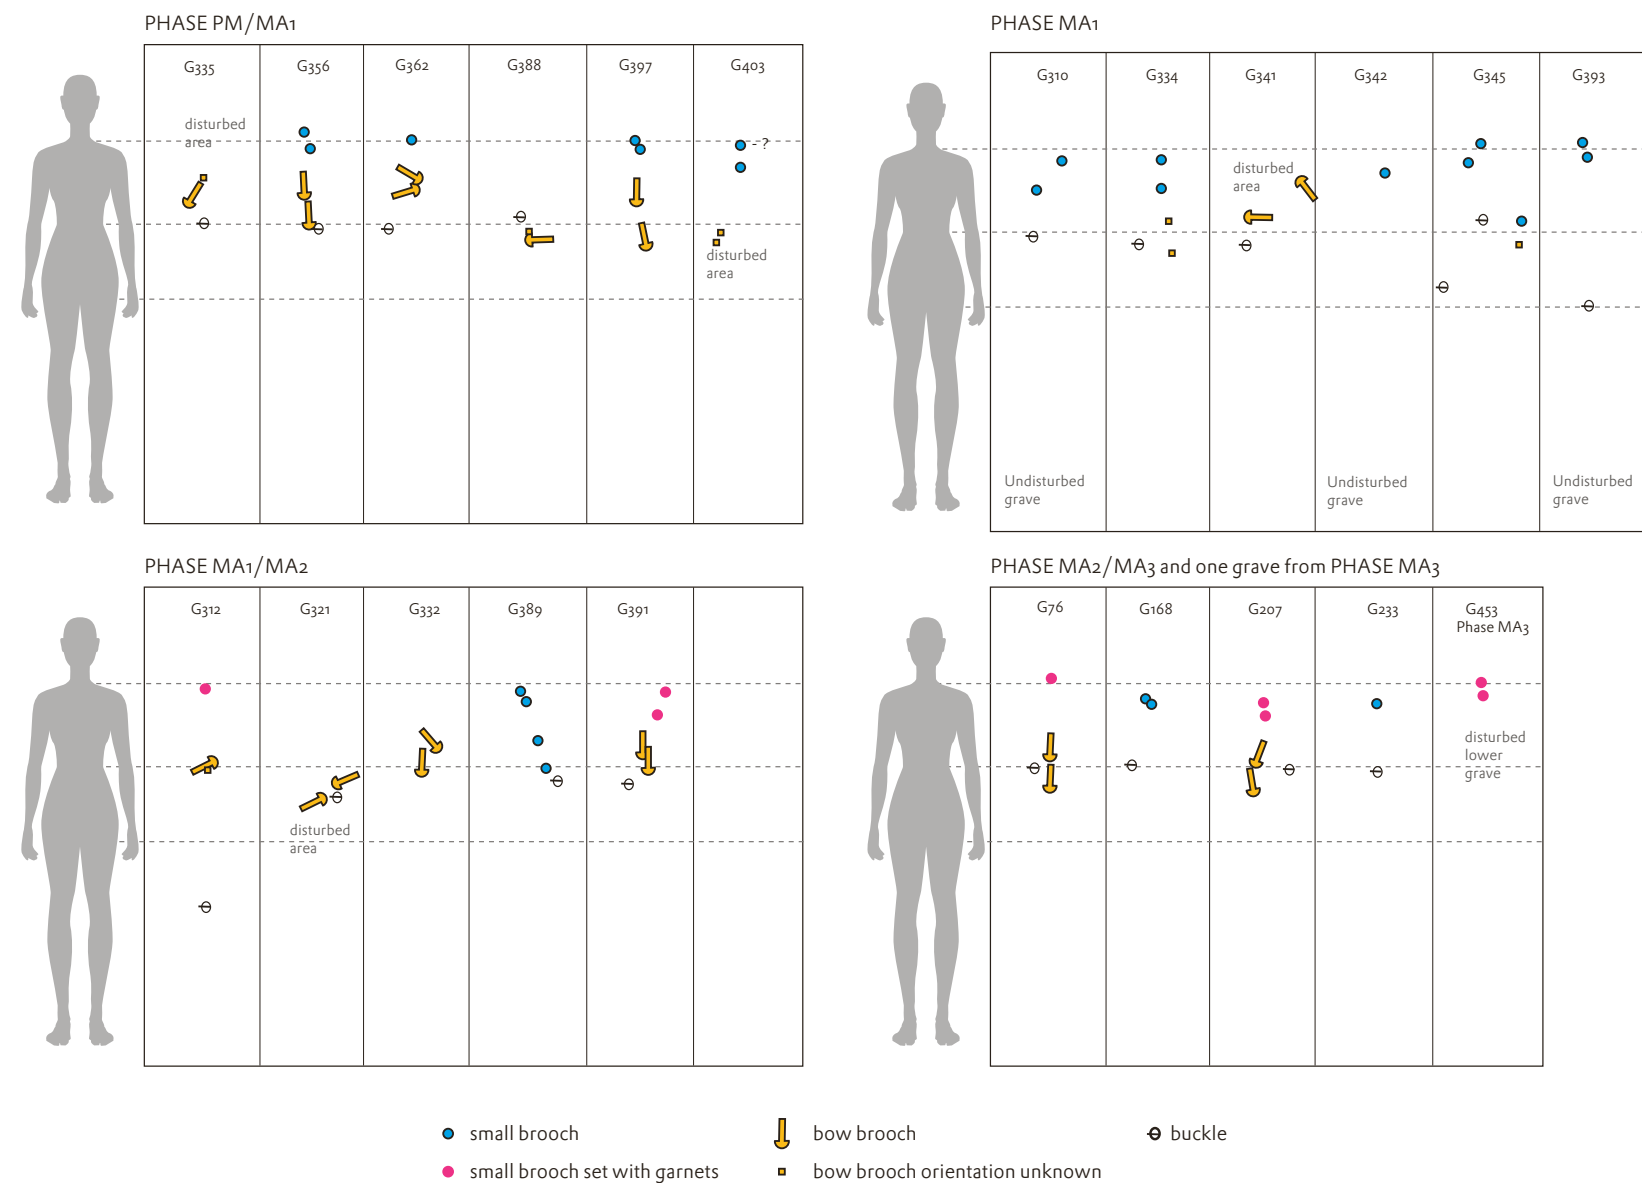 PHASE PM/MA1
G335
G356
G362
G388
G397
G403
disturbed
area
- ?
disturbed
area
PHASE MA1
G310
G334
G341
G342
G345
G393
disturbed
area
Undisturbed
grave
Undisturbed
grave
Undisturbed
grave
PHASE MA1/MA2
G312
G321
G332
G389
G391
disturbed
area
PHASE MA2/MA3 and one grave from PHASE MA3
G76
G168
G207
G233
G453
Phase MA3
disturbed
lower
grave
small brooch
bow brooch
buckle
small brooch set with garnets
bow brooch orientation unknown